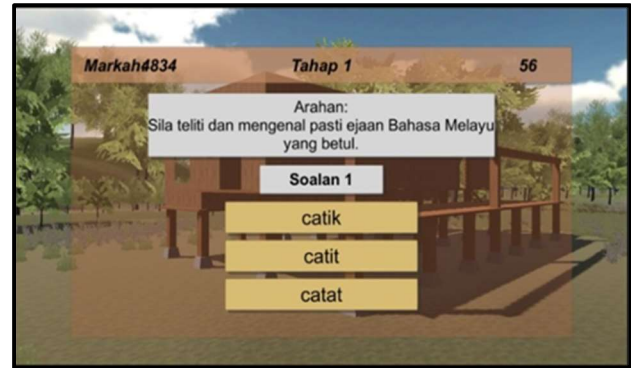 Markah4834 Tahap 1 56
Arahan:
Sila teliti dan mengenal pasti ejaan Bahasa Melayu
yang betul.
Soalan 1
catik
catit
catat